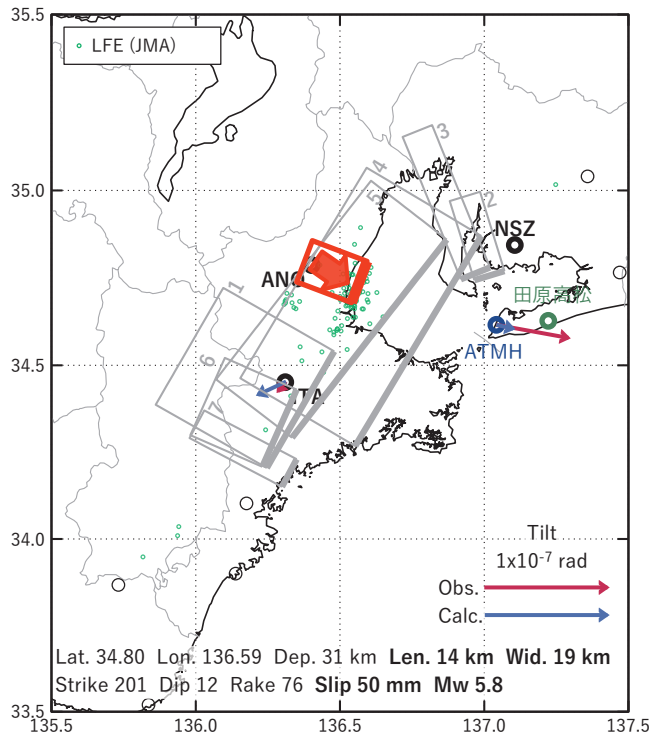 35.5
LFE (JMA)
3
4
5
2
35.0
NSZ
ANO
1
田原高松
ATMH
34.5
6
ITA
7
34.0
Tilt
1x10-7 rad
Obs.
Calc.
Lat. 34.80 Lon. 136.59 Dep. 31 km Len. 14 km Wid. 19 km
Strike 201 Dip 12 Rake 76 Slip 50 mm Mw 5.8
33.5
135.5 136.0 136.5 137.0 137.5